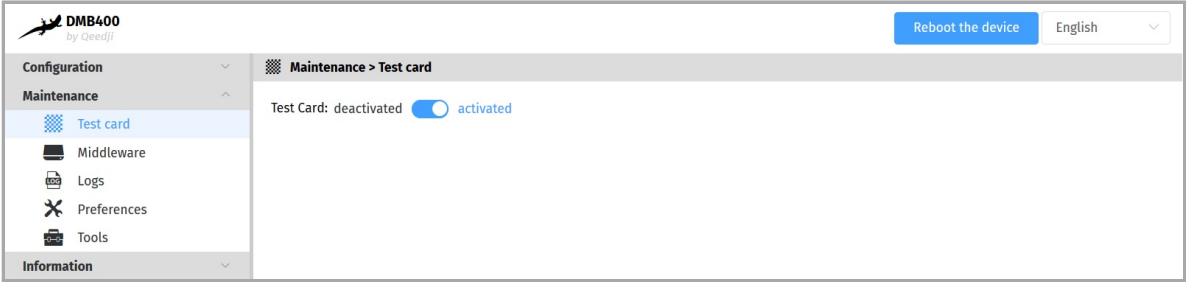 DMB400
by Qeedji
Reboot the device
English
Configuration
Maintenance
Test card
Middleware
LOG
Logs
Preferences
Tools
Information
Maintenance > Test card
Test Card: deactivated activated